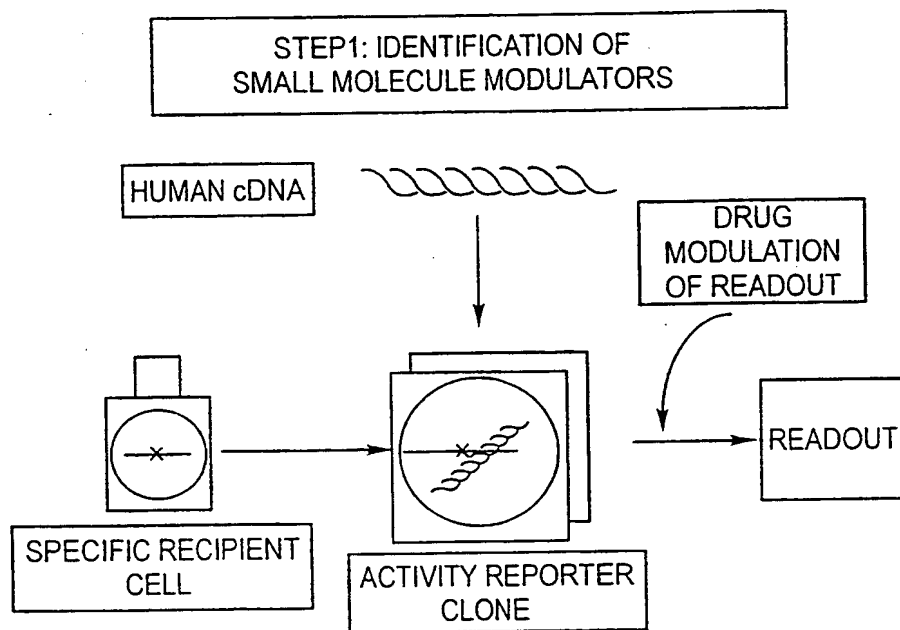 STEP1: IDENTIFICATION OF
SMALL MOLECULE MODULATORS
HUMAN cDNA
DRUG
MODULATION
OF READOUT
READOUT
SPECIFIC RECIPIENT
CELL
ACTIVITY REPORTER
CLONE